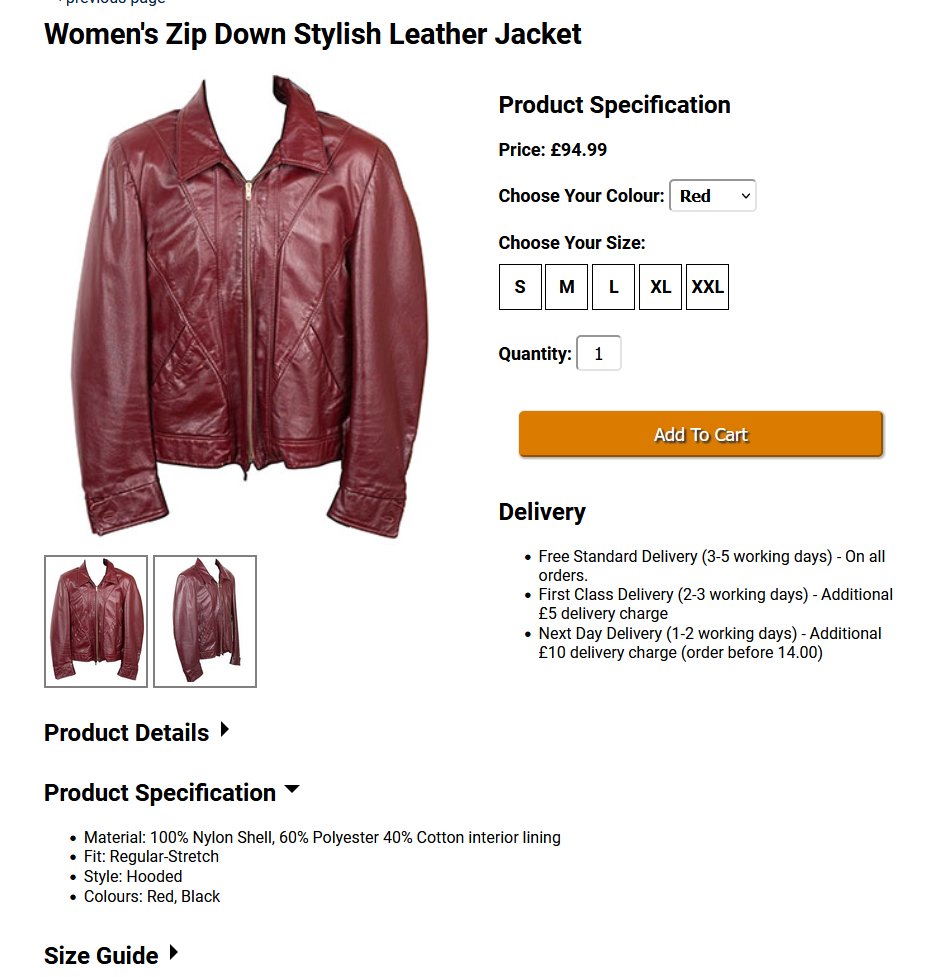 previous page
Women's Zip Down Stylish Leather Jacket
Product Specification
Price: £94.99
Choose Your Colour: Red
Choose Your Size:
S M L XL XXL
Quantity: 1
Add To Cart
Delivery
Free Standard Delivery (3-5 working days) - On all
orders.
First Class Delivery (2-3 working days) - Additional
£5 delivery charge
Next Day Delivery (1-2 working days) - Additional
£10 delivery charge (order before 14.00)
Product Details
Product Specification
Material: 100% Nylon Shell, 60% Polyester 40% Cotton interior lining
Fit: Regular-Stretch
Style: Hooded
Colours: Red, Black
Size Guide